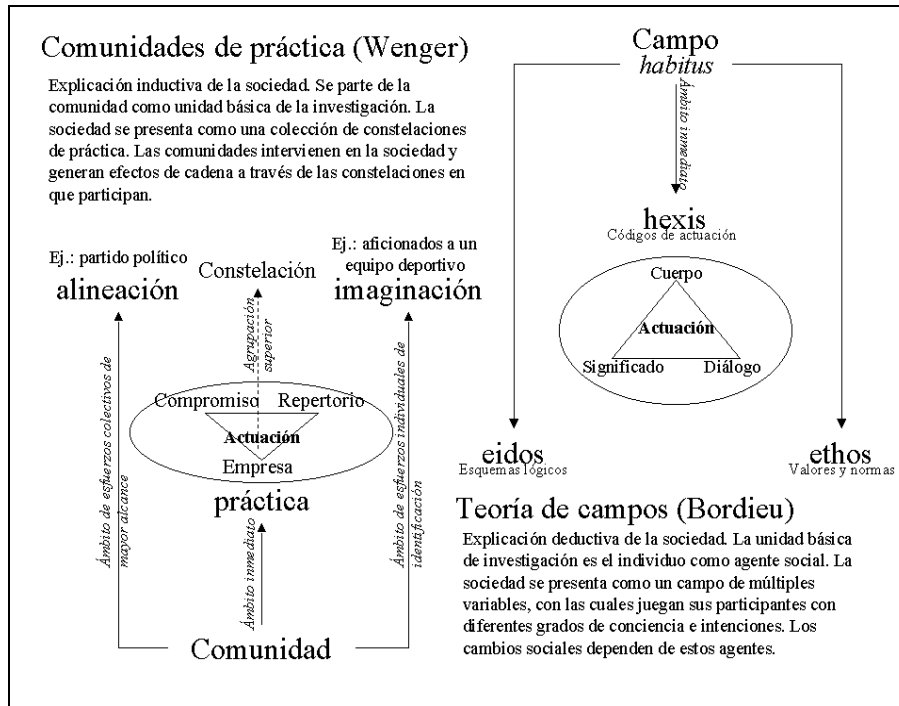 Comunidades de práctica (Wenger)
Explicación inductiva de la sociedad. Se parte de la
comunidad como unidad básica de la investigación. La
sociedad se presenta como una colección de constelaciones
de práctica. Las comunidades intervienen en la sociedad y
generan efectos de cadena a través de las constelaciones en
que participan.
Ej.: partido político
alineación
Constelación
Ej.: aficionados a un
equipo deportivo
imaginación
Ámbito de esfuerzos colectivos de
mayor alcance
Agrupación
superior
Ámbito de esfuerzos individuales de
identificación
Compromiso
Repertorio
Actuación
Empresa
práctica
Ámbito inmediato
Comunidad
Campo
habitus
Ámbito inmediato
hexis
Códigos de actuación
Cuerpo
Actuación
Significado
Diálogo
eidos
Esquemas lógicos
ethos
Valores y normas
Teoría de campos (Bordieu)
Explicación deductiva de la sociedad. La unidad básica
de investigación es el individuo como agente social. La
sociedad se presenta como un campo de múltiples
variables, con las cuales juegan sus participantes con
diferentes grados de conciencia e intenciones. Los
cambios sociales dependen de estos agentes.